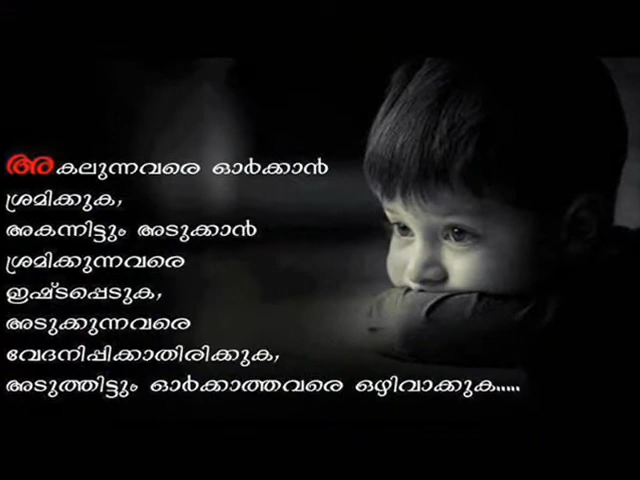 അകലുന്നവരെ ഓർക്കാൻ
ശ്രമിക്കുക,
അകന്നിട്ടും അടുക്കാൻ
ശ്രമിക്കുന്നവരെ
ഇഷ്ടപ്പെടുക,
അടുക്കുന്നവരെ
വേദനിപ്പിക്കാതിരിക്കുക,
അടുത്തിട്ടും ഓർക്കാത്തവരെ ഒഴിവാക്കുക.....